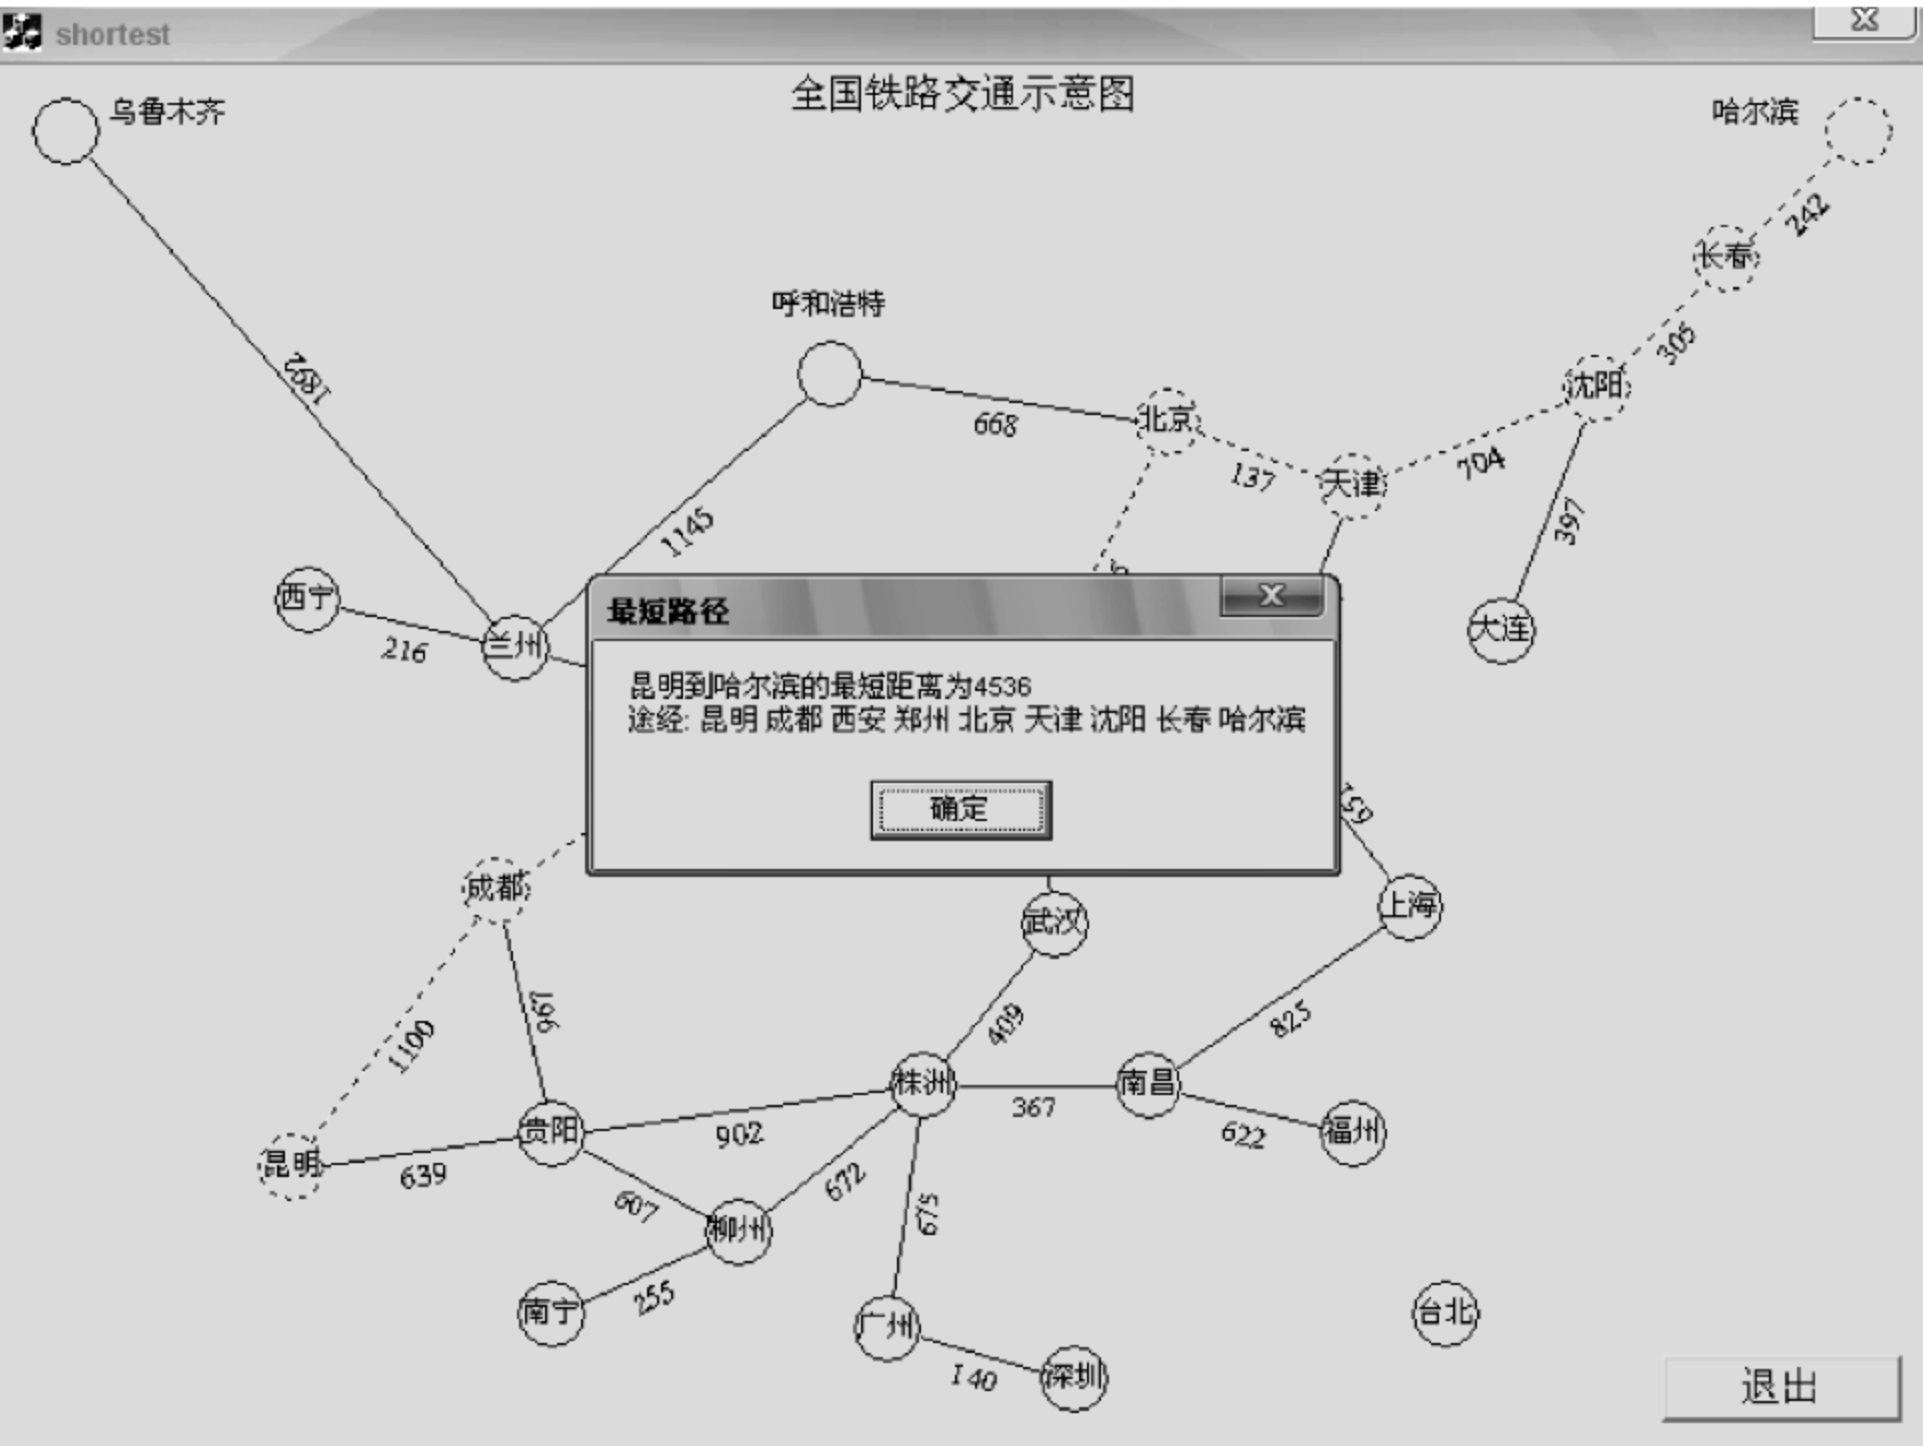 shortest
全国铁路交通示意图
乌鲁木齐
哈尔滨
242
长春
305
呼和浩特
1892
沈阳
北京
668
137
天津
704
397
1145
西宁
216
兰州
大连
最短路径
昆明到哈尔滨的最短距离为4536
途经: 昆明 成都 西安 郑州 北京 天津 沈阳 长春 哈尔滨
确定
651
成都
武汉
上海
967
1100
409
825
株洲
南昌
367
贵阳
902
622
福州
昆明
639
607
672
675
柳州
255
南宁
广州
140
深圳
台北
退出